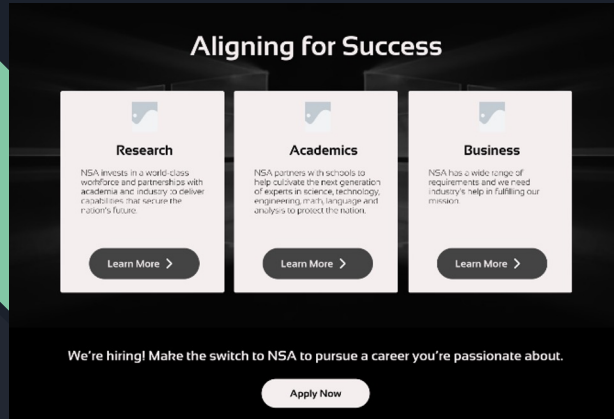 Aligning for Success
Research
NSA invests in a world-class
workforce and partnerships with
academia and industry to deliver
capabilities that secure the
nation's future.
Learn More
Academics
NSA partners with schools to
help cultivate the next generation
of experts in science, technology,
engineering, math, language and
analysis to protect the nation.
Learn More
Business
NSA has a wide range of
requirements and we need
industry's help in fulfilling our
mission.
Learn More
We're hiring! Make the switch to NSA to pursue a career you're passionate about.
Apply Now